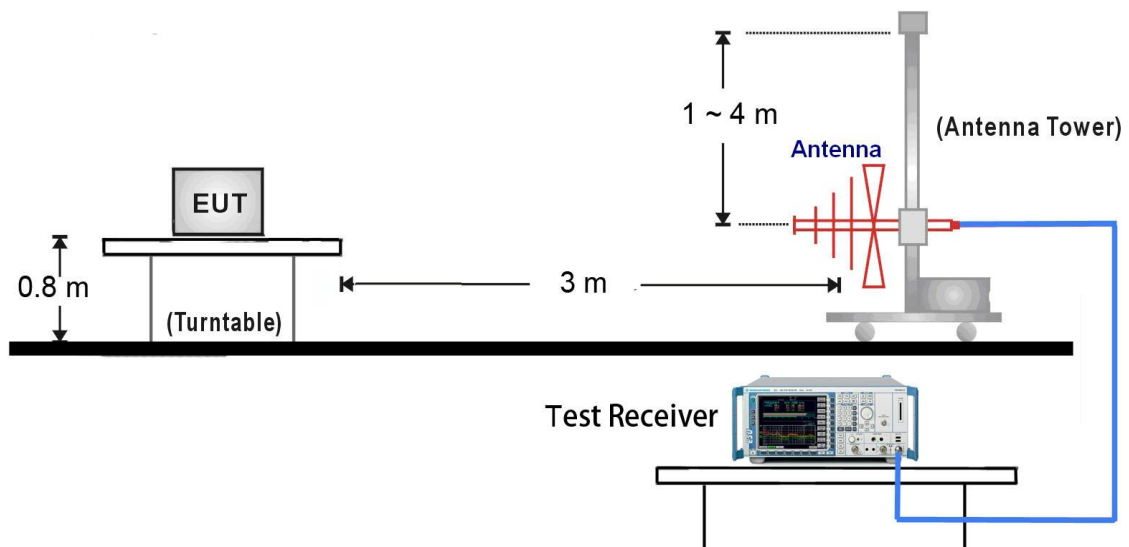 1 ~ 4 m
(Antenna Tower)
Antenna
EUT
0.8 m
3 m
(Turntable)
Test Receiver